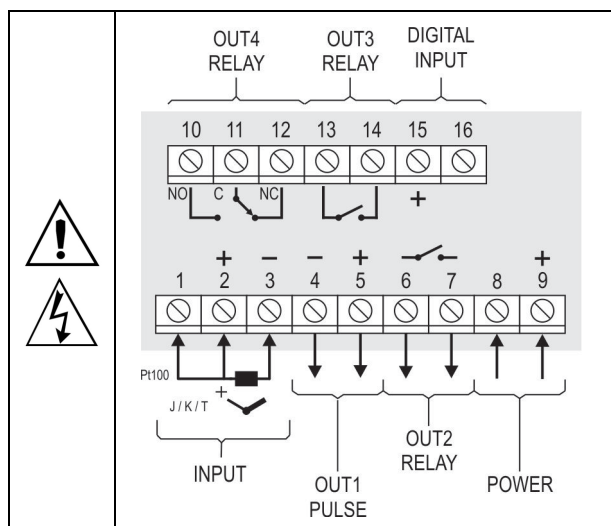 OUT4 OUT3 DIGITAL
RELAY RELAY INPUT
10 11 12 13 14 15 16
NO C NC +
+ − − + +
1 2 3 4 5 6 7 8 9
Pt100
+
J / K / T
INPUT
OUT1
PULSE
OUT2
RELAY
POWER